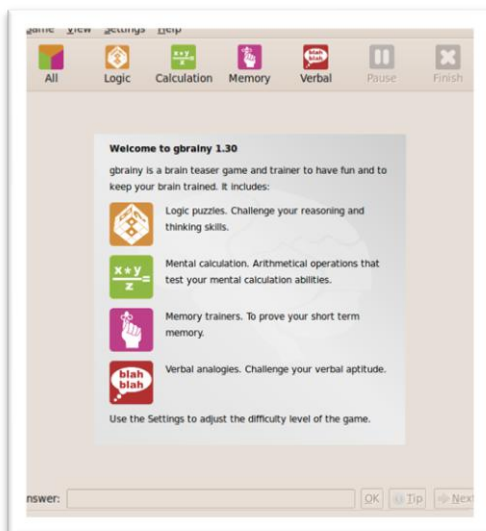 Game View Settings Help
All Logic Calculation Memory Verbal Pause Finish
Welcome to gbrainy 1.30
gbrainy is a brain teaser game and trainer to have fun and to
keep your brain trained. It includes:
Logic puzzles. Challenge your reasoning and
thinking skills.
x*y
z =
Mental calculation. Arithmetical operations that
test your mental calculation abilities.
Memory trainers. To prove your short term
memory.
blah
blah
Verbal analogies. Challenge your verbal aptitude.
Use the Settings to adjust the difficulty level of the game.
nswer: OK Tip Next